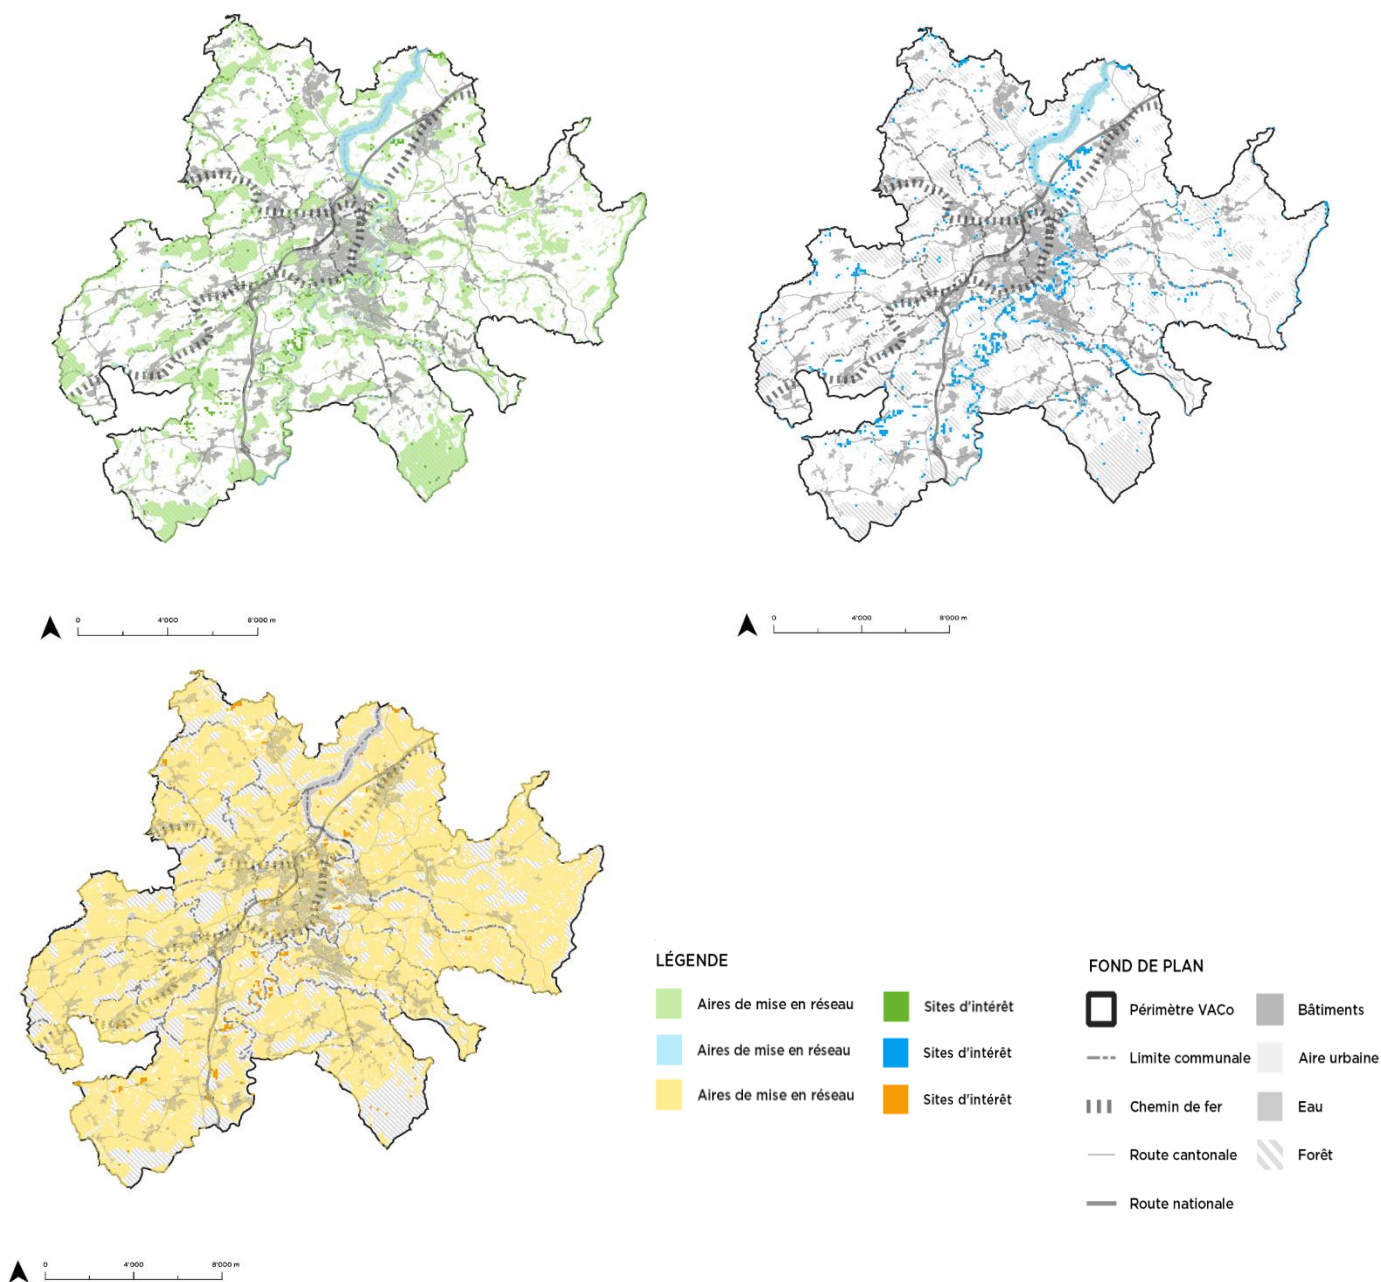 0 4'000 8'000 m
0 4'000 8'000 m
LÉGENDE
Aires de mise en réseau Sites d'intérêt
Aires de mise en réseau Sites d'intérêt
Aires de mise en réseau Sites d'intérêt
FOND DE PLAN
Périmètre VACo Bâtiments
Limite communale Aire urbaine
Chemin de fer Eau
Route cantonale Forêt
Route nationale
0 4'000 8'000 m